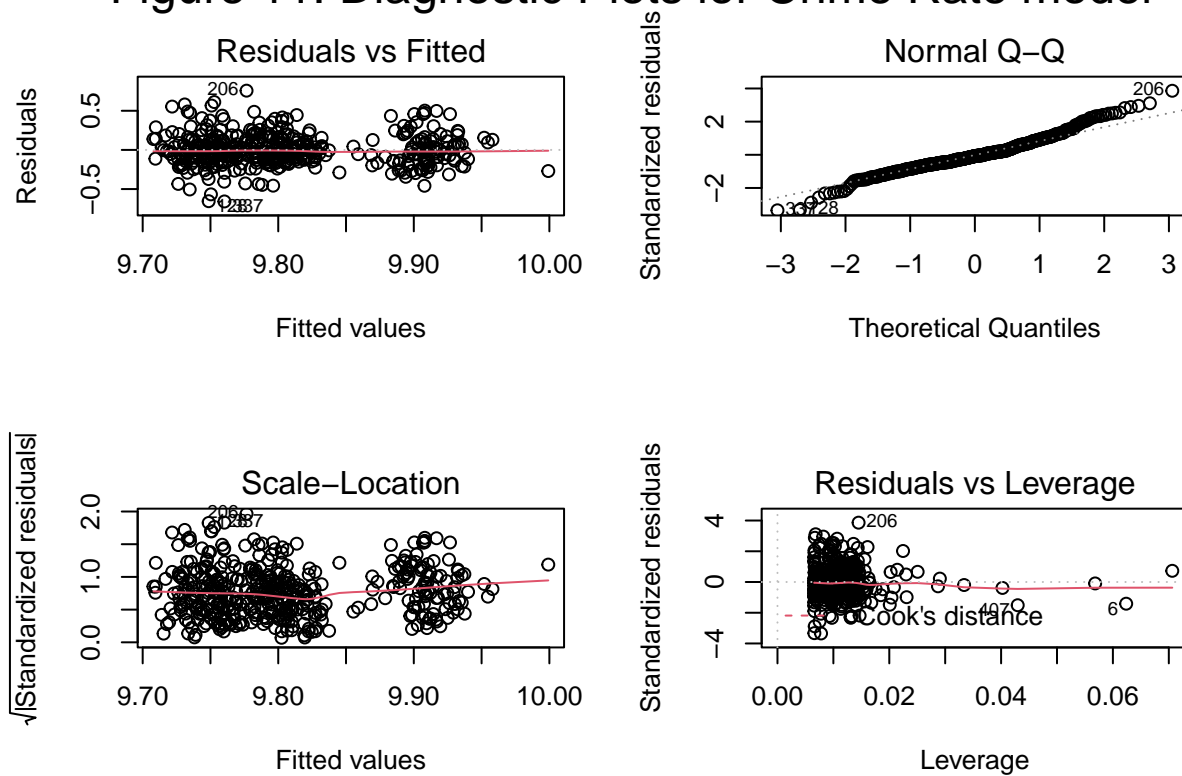 Figure 11: Diagnostic Plots for Crime Rate model
Residuals vs Fitted
Residuals
0.5
−0.5
206
337
9.70 9.80 9.90 10.00
Fitted values
Normal Q−Q
Standardized residuals
2
−2
206
−3 −2 −1 0 1 2 3
Theoretical Quantiles
Scale−Location
√|Standardized residuals|
2.0
1.0
0.0
206
337
9.70 9.80 9.90 10.00
Fitted values
Residuals vs Leverage
Standardized residuals
4
0
−4
206
407
6
Cook's distance
0.00 0.02 0.04 0.06
Leverage